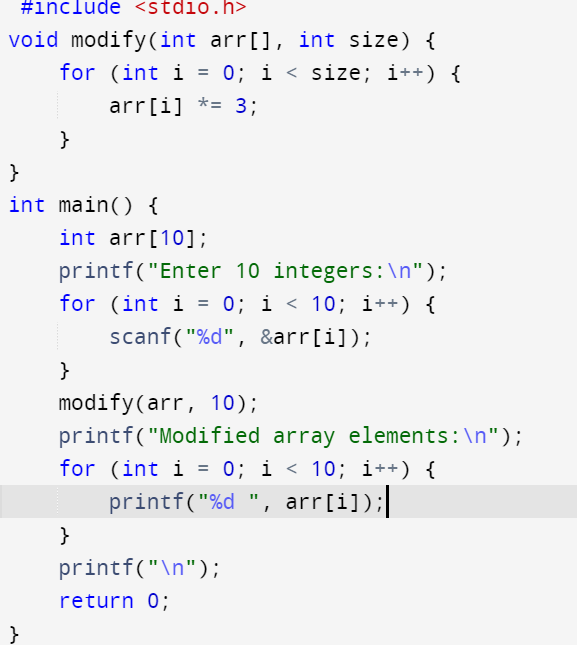 #include <stdio.h>
void modify(int arr[], int size) {
    for (int i = 0; i < size; i++) {
        arr[i] *= 3;
    }
}
int main() {
    int arr[10];
    printf("Enter 10 integers:\n");
    for (int i = 0; i < 10; i++) {
        scanf("%d", &arr[i]);
    }
    modify(arr, 10);
    printf("Modified array elements:\n");
    for (int i = 0; i < 10; i++) {
        printf("%d ", arr[i]);
    }
    printf("\n");
    return 0;
}